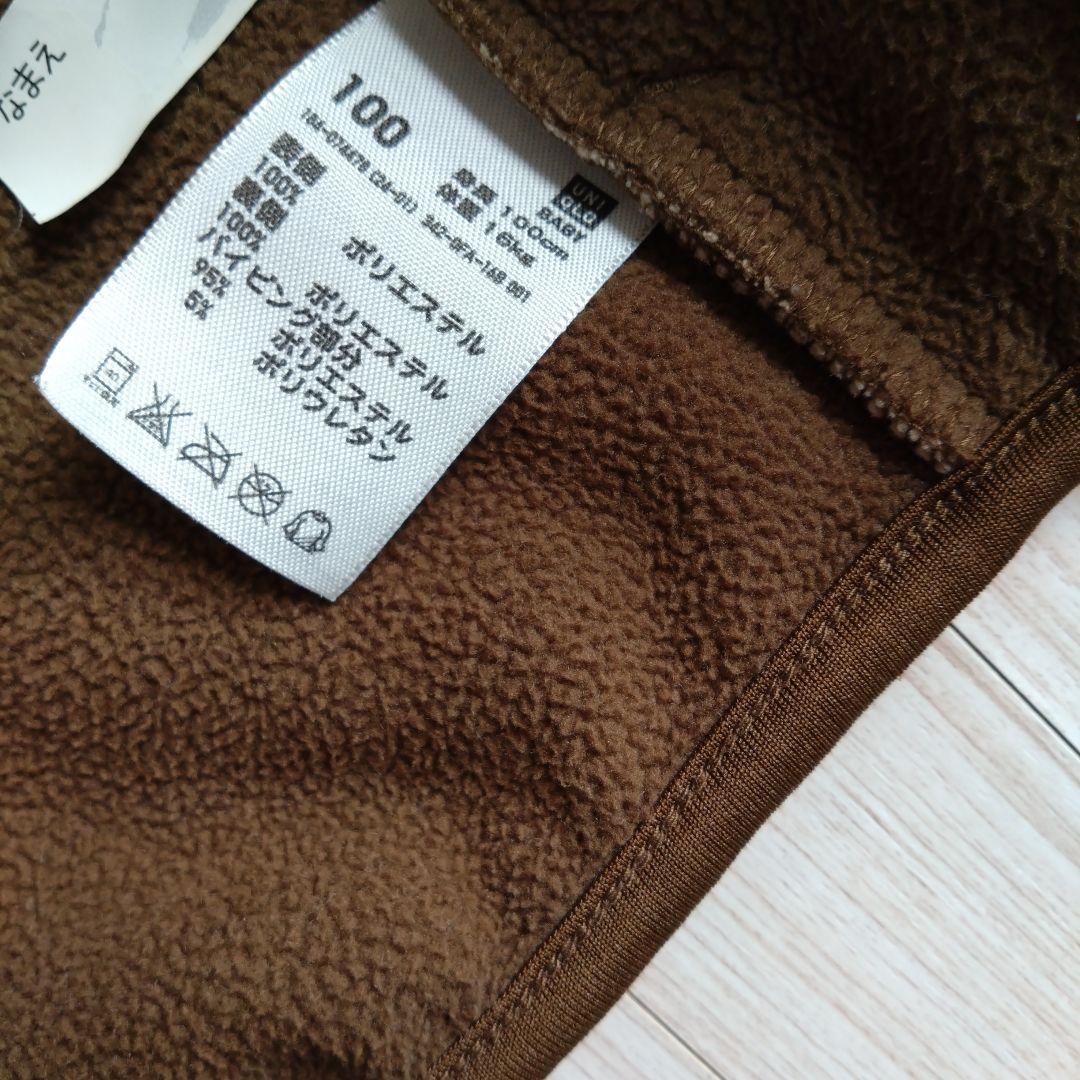 なまえ
100
UNI
QLO
BABY
身長 100cm
体重 16kg
表側
100% ポリエステル
裏側
100% ポリエステル
パイピング部分
95% ポリエステル
5% ポリウレタン